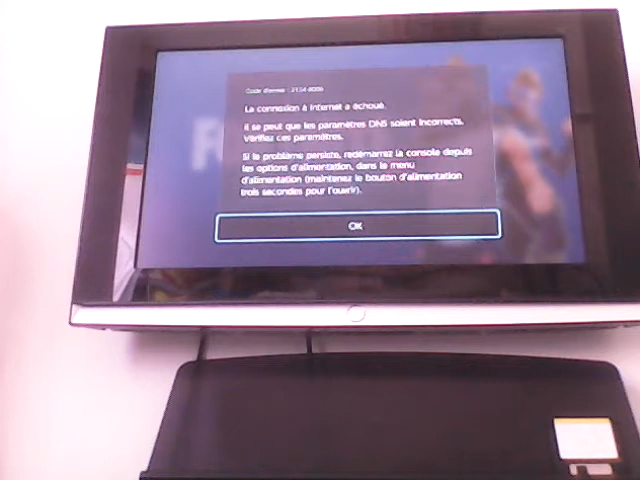 Code d'erreur : 2134-4006
La connexion à Internet a échoué.
Il se peut que les paramètres DNS soient incorrects.
Vérifiez ces paramètres.
Si le problème persiste, redémarrez la console depuis
les options d'alimentation, dans le menu
d'alimentation (maintenez le bouton d'alimentation
trois secondes pour l'ouvrir).
OK